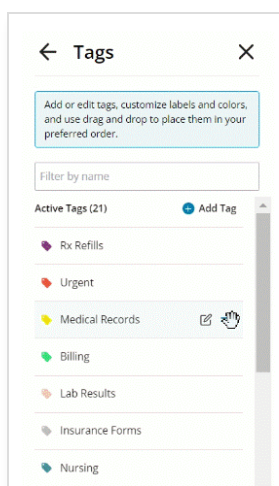 Tags
Add or edit tags, customize labels and colors,
and use drag and drop to place them in your
preferred order.
Filter by name
Active Tags (21) Add Tag
Rx Refills
Urgent
Medical Records
Billing
Lab Results
Insurance Forms
Nursing